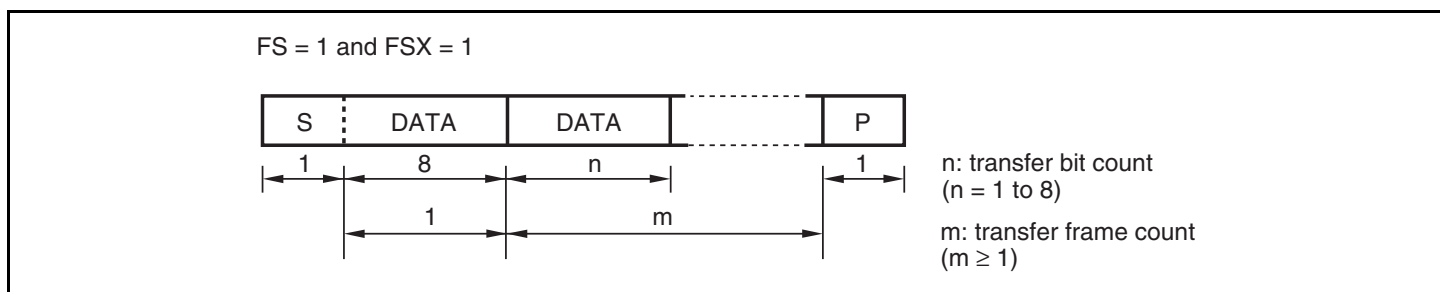 FS = 1 and FSX = 1
S DATA DATA P
1 8 n 1
1 m
n: transfer bit count
(n = 1 to 8)
m: transfer frame count
(m ≥ 1)